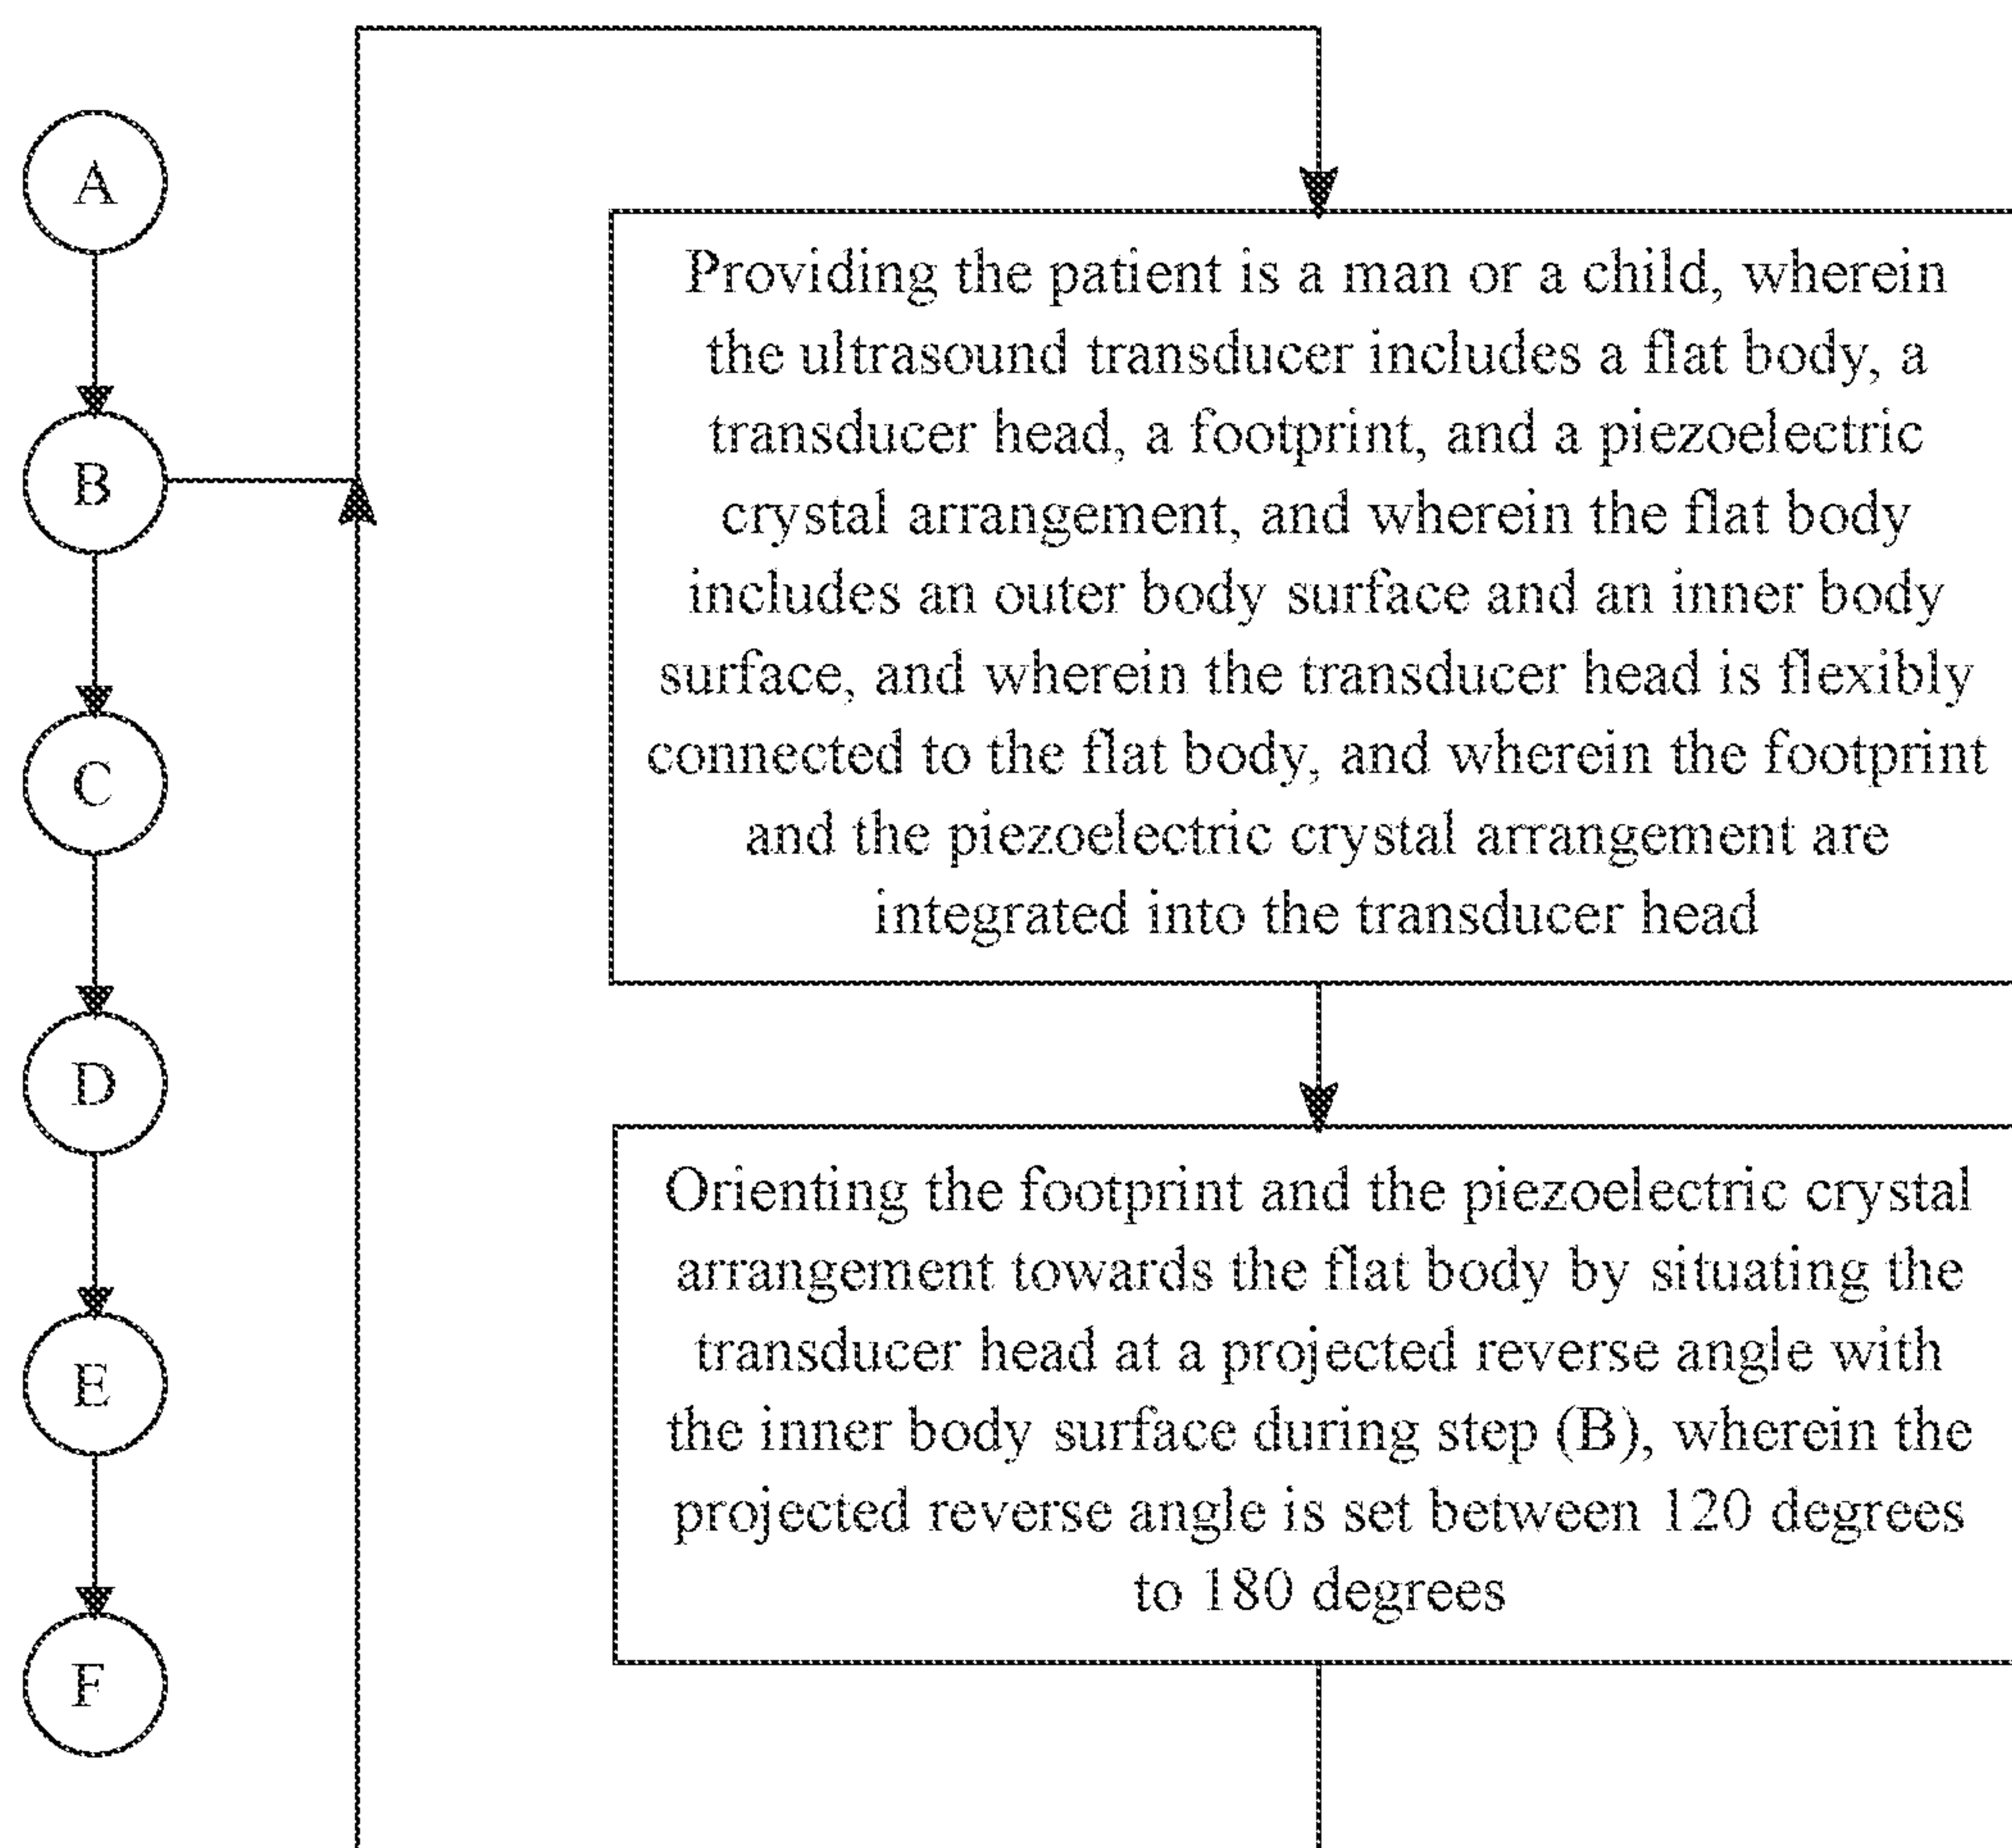 A
B
C
D
E
F
Providing the patient is a man or a child, wherein
the ultrasound transducer includes a flat body, a
transducer head, a footprint, and a piezoelectric
crystal arrangement, and wherein the flat body
includes an outer body surface and an inner body
surface, and wherein the transducer head is flexibly
connected to the flat body, and wherein the footprint
and the piezoelectric crystal arrangement are
integrated into the transducer head
Orienting the footprint and the piezoelectric crystal
arrangement towards the flat body by situating the
transducer head at a projected reverse angle with
the inner body surface during step (B), wherein the
projected reverse angle is set between 120 degrees
to 180 degrees